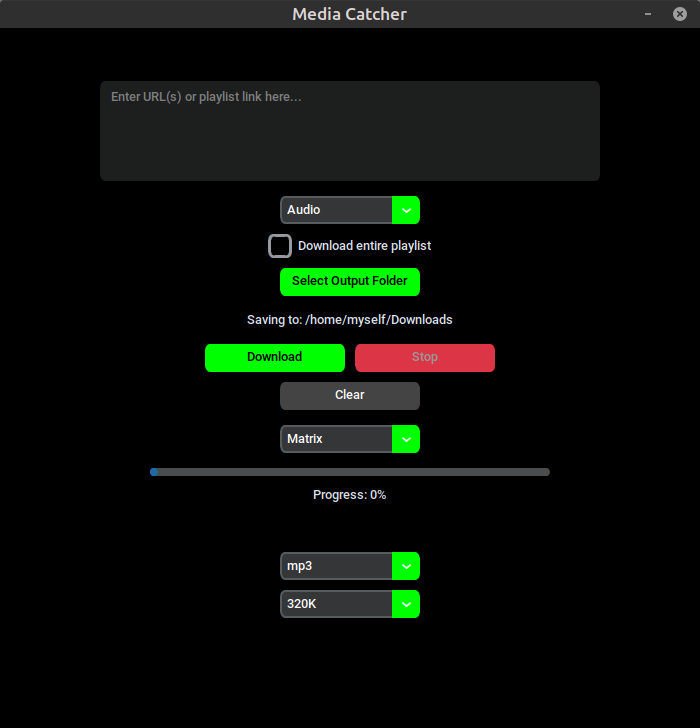 Media Catcher
Enter URL(s) or playlist link here...
Audio
Download entire playlist
Select Output Folder
Saving to: /home/myself/Downloads
Download
Stop
Clear
Matrix
Progress: 0%
mp3
320K